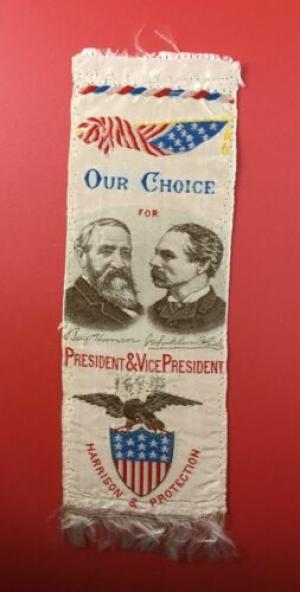 OUR CHOICE
FOR
PRESIDENT & VICE PRESIDENT
HARRISON & PROTECTION